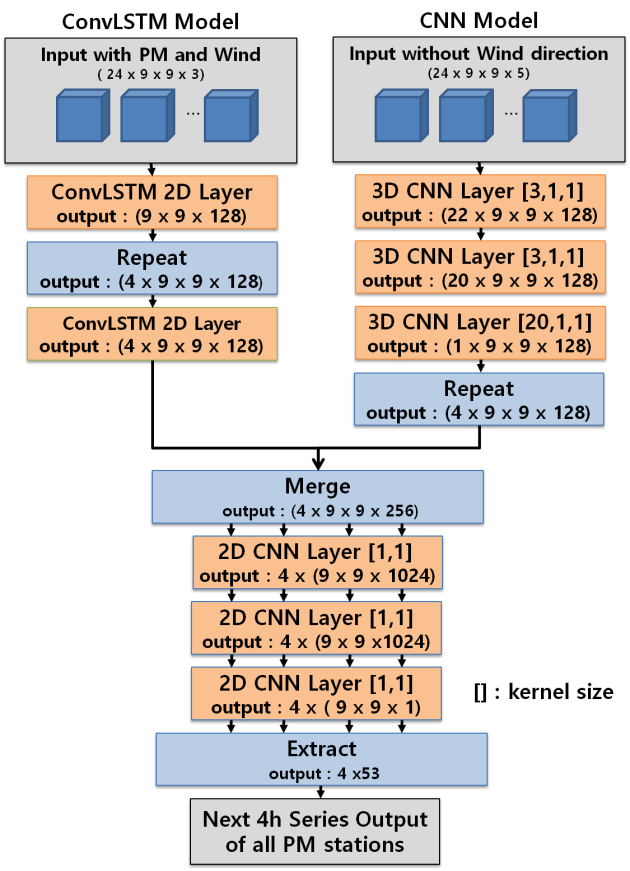 ConvLSTM Model
Input with PM and Wind
( 24 x 9 x 9 x 3)
...
ConvLSTM 2D Layer
output : (9 x 9 x 128)
Repeat
output : (4 x 9 x 9 x 128)
ConvLSTM 2D Layer
output : (4 x 9 x 9 x 128)
CNN Model
Input without Wind direction
(24 x 9 x 9 x 5)
...
3D CNN Layer [3,1,1]
output : (22 x 9 x 9 x 128)
3D CNN Layer [3,1,1]
output : (20 x 9 x 9 x 128)
3D CNN Layer [20,1,1]
output : (1 x 9 x 9 x 128)
Repeat
output : (4 x 9 x 9 x 128)
Merge
output : (4 x 9 x 9 x 256)
2D CNN Layer [1,1]
output : 4 x (9 x 9 x 1024)
2D CNN Layer [1,1]
output : 4 x (9 x 9 x1024)
2D CNN Layer [1,1]
output : 4 x ( 9 x 9 x 1)
[] : kernel size
Extract
output : 4 x53
Next 4h Series Output
of all PM stations